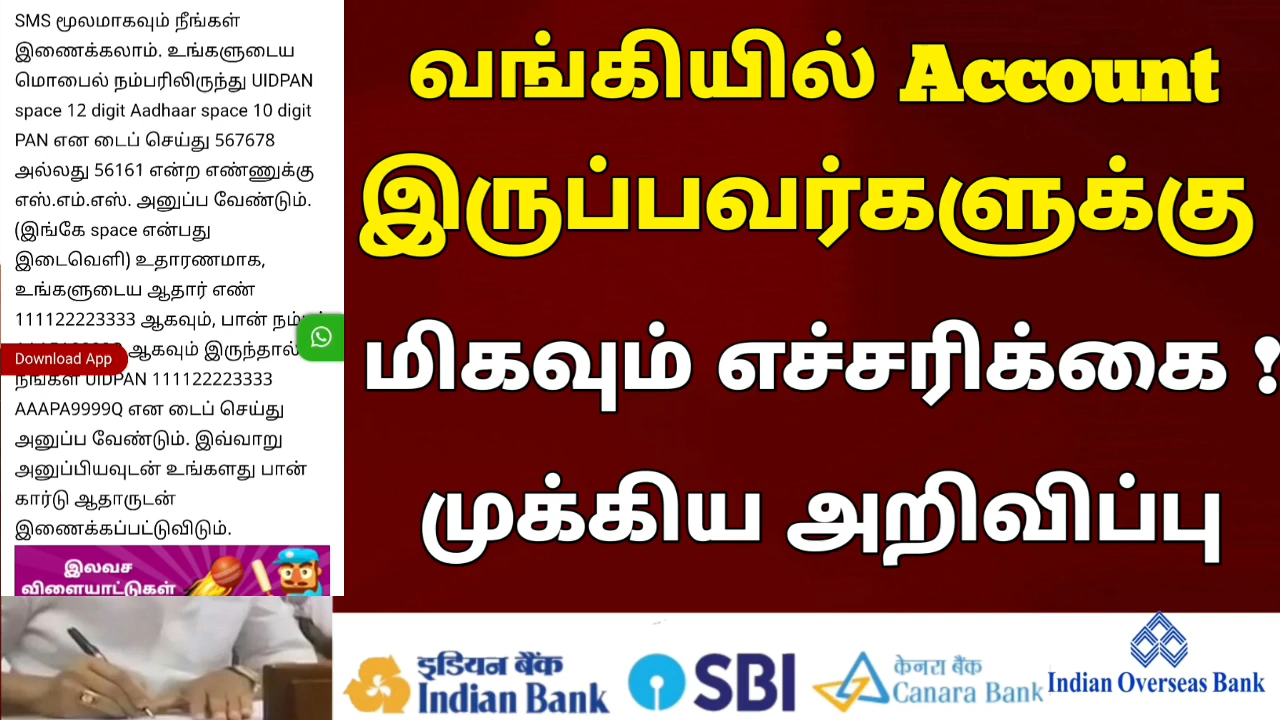 SMS மூலமாகவும் நீங்கள்
இணைக்கலாம். உங்களுடைய
மொபைல் நம்பரிலிருந்து UIDPAN
space 12 digit Aadhaar space 10 digit
PAN என டைப் செய்து 567678
அல்லது 56161 என்ற எண்ணுக்கு
எஸ்.எம்.எஸ். அனுப்ப வேண்டும்.
(இங்கே space என்பது
இடைவெளி) உதாரணமாக,
உங்களுடைய ஆதார் எண்
111122223333 ஆகவும், பான்
ஆகவும் இருந்தால்
Download App
நீங்கள் UIDPAN 111122223333
AAAPA9999Q என டைப் செய்து
அனுப்ப வேண்டும். இவ்வாறு
அனுப்பியவுடன் உங்களது பான்
கார்டு ஆதாருடன்
இணைக்கப்பட்டுவிடும்.
இலவச
விளையாட்டுகள்
வங்கியில் Account
இருப்பவர்களுக்கு
மிகவும் எச்சரிக்கை !
முக்கிய அறிவிப்பு
इंडियन बैंक
Indian Bank
SBI
केनरा बैंक
Canara Bank
Indian Overseas Bank